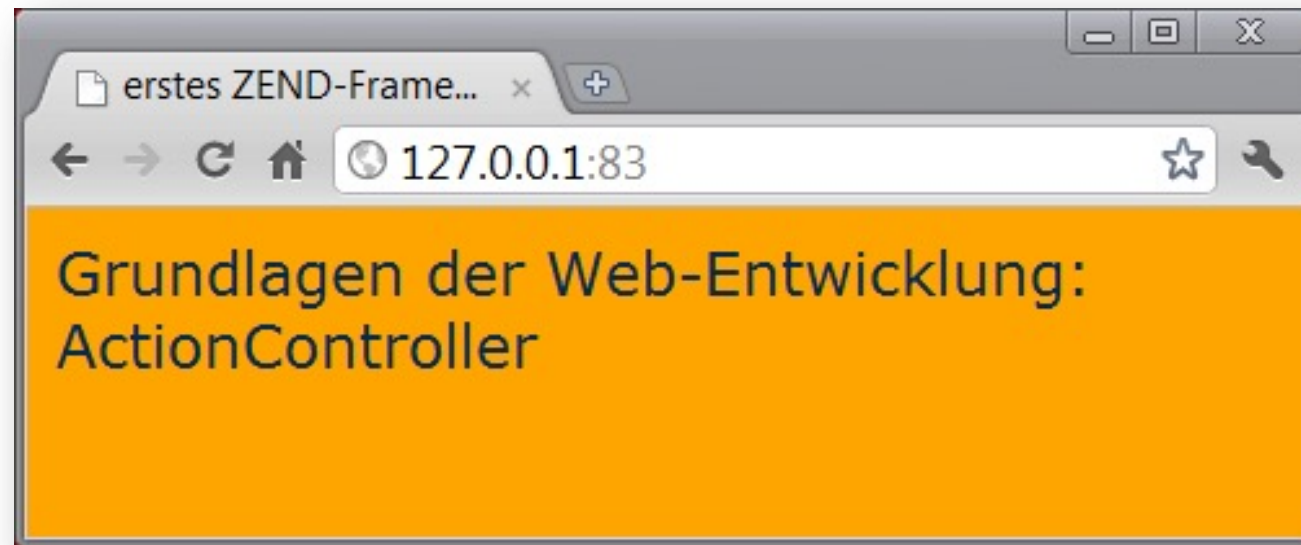 erstes ZEND-Frame...
127.0.0.1:83
Grundlagen der Web-Entwicklung:
ActionController